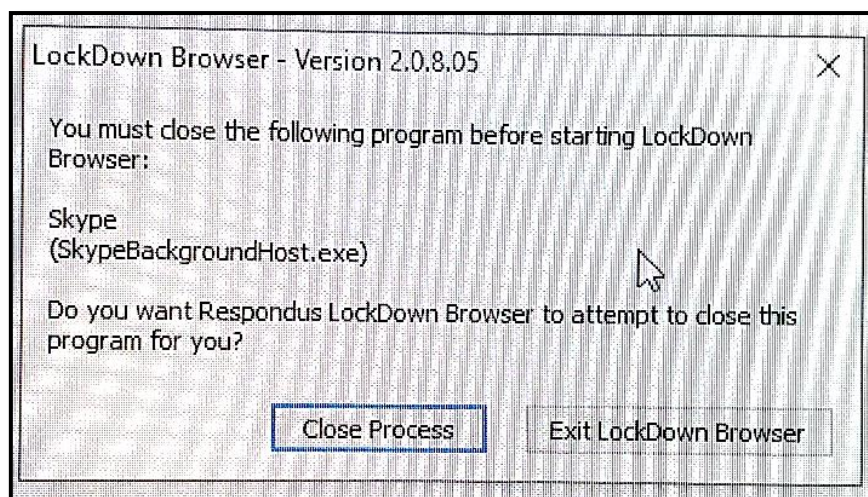 LockDown Browser - Version 2.0.8.05
You must close the following program before starting LockDown
Browser:
Skype
(SkypeBackgroundHost.exe)
Do you want Respondus LockDown Browser to attempt to close this
program for you?
Close Process
Exit LockDown Browser